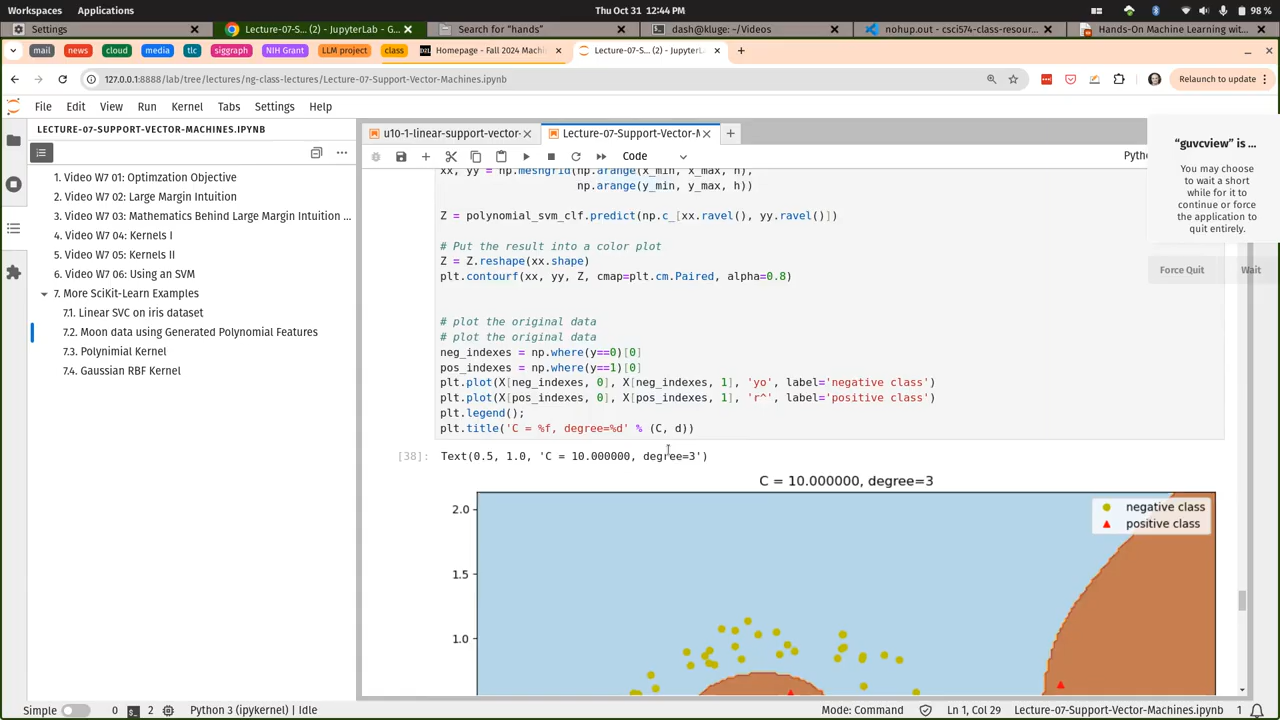 Workspaces Applications Thu Oct 31 12:44 PM 98 %
Settings Lecture-07-S... (2) - JupyterLab - G... Search for “hands” dash@kluge: ~/Videos nohup.out - csci574-class-resour... Hands-On Machine Learning wit...
mail news cloud media tlc siggraph NIH Grant LLM project class Homepage - Fall 2024 Machi Lecture-07-S... (2) - JupyterL
127.0.0.1:8888/lab/tree/lectures/ng-class-lectures/Lecture-07-Support-Vector-Machines.ipynb Relaunch to update
File Edit View Run Kernel Tabs Settings Help
LECTURE-07-SUPPORT-VECTOR-MACHINES.IPYNB
1. Video W7 01: Optimzation Objective
2. Video W7 02: Large Margin Intuition
3. Video W7 03: Mathematics Behind Large Margin Intuition ...
4. Video W7 04: Kernels I
5. Video W7 05: Kernels II
6. Video W7 06: Using an SVM
7. More SciKit-Learn Examples
7.1. Linear SVC on iris dataset
7.2. Moon data using Generated Polynomial Features
7.3. Polynimial Kernel
7.4. Gaussian RBF Kernel
u10-1-linear-support-vector- Lecture-07-Support-Vector-M
Code Pyth
“guvcview” is ...
You may choose
to wait a short
while for it to
continue or force
the application to
quit entirely.
Force Quit Wait
xx, yy = np.meshgrid(np.arange(x_min, x_max, h),
np.arange(y_min, y_max, h))
Z = polynomial_svm_clf.predict(np.c_[xx.ravel(), yy.ravel()])
# Put the result into a color plot
Z = Z.reshape(xx.shape)
plt.contourf(xx, yy, Z, cmap=plt.cm.Paired, alpha=0.8)
# plot the original data
# plot the original data
neg_indexes = np.where(y==0)[0]
pos_indexes = np.where(y==1)[0]
plt.plot(X[neg_indexes, 0], X[neg_indexes, 1], 'yo', label='negative class')
plt.plot(X[pos_indexes, 0], X[pos_indexes, 1], 'r^', label='positive class')
plt.legend();
plt.title('C = %f, degree=%d' % (C, d))
[38]: Text(0.5, 1.0, 'C = 10.000000, degree=3')
C = 10.000000, degree=3
negative class
positive class
2.0
1.5
1.0
Simple 0 2 Python 3 (ipykernel) | Idle Mode: Command Ln 1, Col 29 Lecture-07-Support-Vector-Machines.ipynb 1